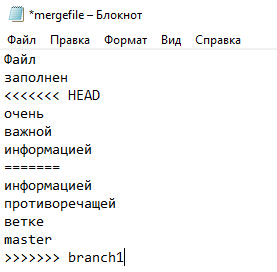 *mergefile – Блокнот
Файл Правка Формат Вид Справка
Файл
заполнен
<<<<<<< HEAD
очень
важной
информацией
=======
информацией
противоречащей
ветке
master
>>>>>>> branch1